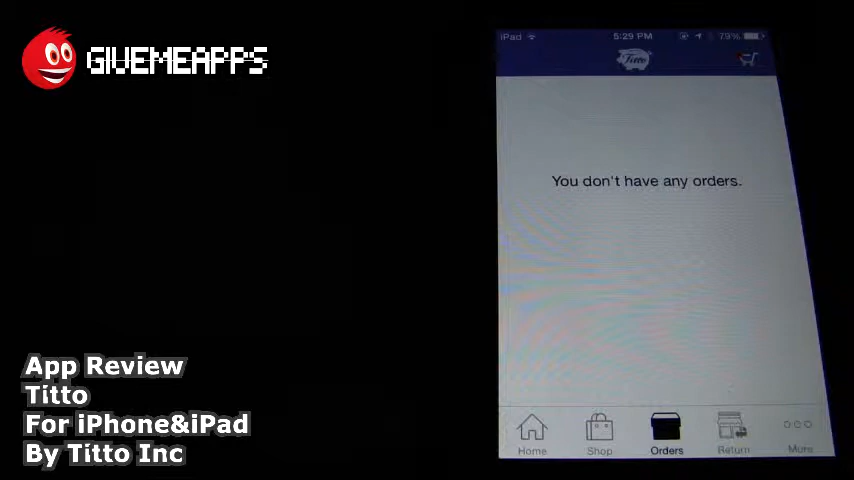 GIVEMEAPPS
iPad 5:29 PM 79%
Titto
You don't have any orders.
Home Shop Orders Return More
App Review
Titto
For iPhone&iPad
By Titto Inc